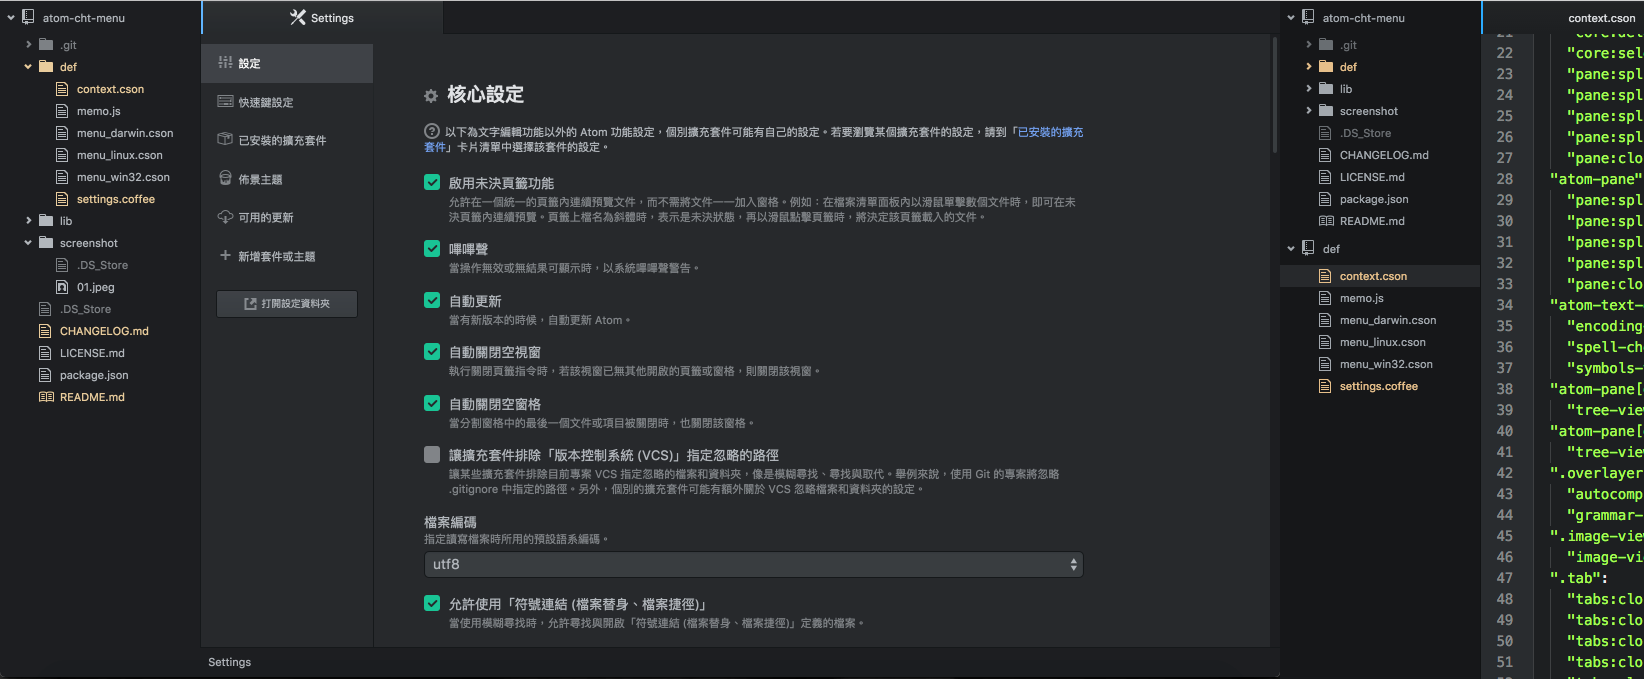 atom-cht-menu
.git
def
context.cson
memo.js
menu_darwin.cson
menu_linux.cson
menu_win32.cson
settings.coffee
lib
screenshot
.DS_Store
01.jpeg
.DS_Store
CHANGELOG.md
LICENSE.md
package.json
README.md
Settings
設定
快速鍵設定
已安裝的擴充套件
佈景主題
可用的更新
新增套件或主題
打開設定資料夾
核心設定
以下為文字編輯功能以外的 Atom 功能設定，個別擴充套件可能有自己的設定。若要瀏覽某個擴充套件的設定，請到「已安裝的擴充
套件」卡片清單中選擇該套件的設定。
啟用未決頁籤功能
允許在一個統一的頁籤內連續預覽文件，而不需將文件一一加入窗格。例如：在檔案清單面板內以滑鼠單擊數個文件時，即可在未
決頁籤內連續預覽。頁籤上檔名為斜體時，表示是未決狀態，再以滑鼠點擊頁籤時，將決定該頁籤載入的文件。
嗶嗶聲
當操作無效或無結果可顯示時，以系統嗶嗶聲警告。
自動更新
當有新版本的時候，自動更新 Atom。
自動關閉空視窗
執行關閉頁籤指令時，若該視窗已無其他開啟的頁籤或窗格，則關閉該視窗。
自動關閉空窗格
當分割窗格中的最後一個文件或項目被關閉時，也關閉該窗格。
讓擴充套件排除「版本控制系統 (VCS)」指定忽略的路徑
讓某些擴充套件排除目前專案 VCS 指定忽略的檔案和資料夾，像是模糊尋找、尋找與取代。舉例來說，使用 Git 的專案將忽略
.gitignore 中指定的路徑。另外，個別的擴充套件可能有額外關於 VCS 忽略檔案和資料夾的設定。
檔案編碼
指定讀寫檔案時所用的預設語系編碼。
utf8
允許使用「符號連結 (檔案替身、檔案捷徑)」
當使用模糊尋找時，允許尋找與開啟「符號連結 (檔案替身、檔案捷徑)」定義的檔案。
Settings
atom-cht-menu
.git
def
lib
screenshot
.DS_Store
CHANGELOG.md
LICENSE.md
package.json
README.md
def
context.cson
memo.js
menu_darwin.cson
menu_linux.cson
menu_win32.cson
settings.coffee
context.cson
22 "core:sele
23 "pane:spl
24 "pane:spl
25 "pane:spl
26 "pane:spl
27 "pane:clo
28 "atom-pane"
29 "pane:spl
30 "pane:spl
31 "pane:spl
32 "pane:spl
33 "pane:clo
34 "atom-text-
35 "encoding
36 "spell-ch
37 "symbols-
38 "atom-pane[
39 "tree-vie
40 "atom-pane[
41 "tree-vie
42 ".overlayer
43 "autocomp
44 "grammar-
45 ".image-vie
46 "image-vi
47 ".tab":
48 "tabs:clo
49 "tabs:clo
50 "tabs:clo
51 "tabs:clo